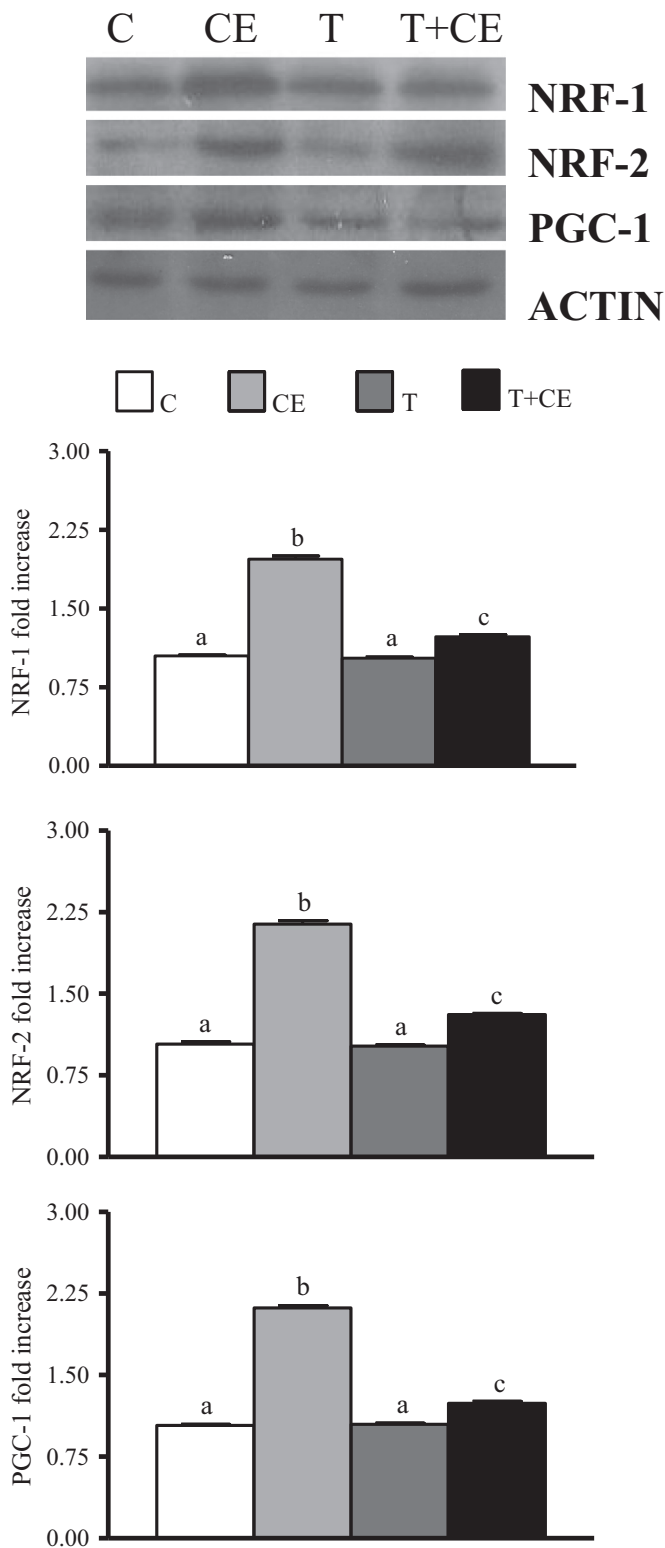 C CE T T+CE
NRF-1
NRF-2
PGC-1
ACTIN
C CE T T+CE
NRF-1 fold increase
3.00
2.25
1.50
0.75
0.00
a b a c
NRF-2 fold increase
3.00
2.25
1.50
0.75
0.00
a b a c
PGC-1 fold increase
3.00
2.25
1.50
0.75
0.00
a b a c